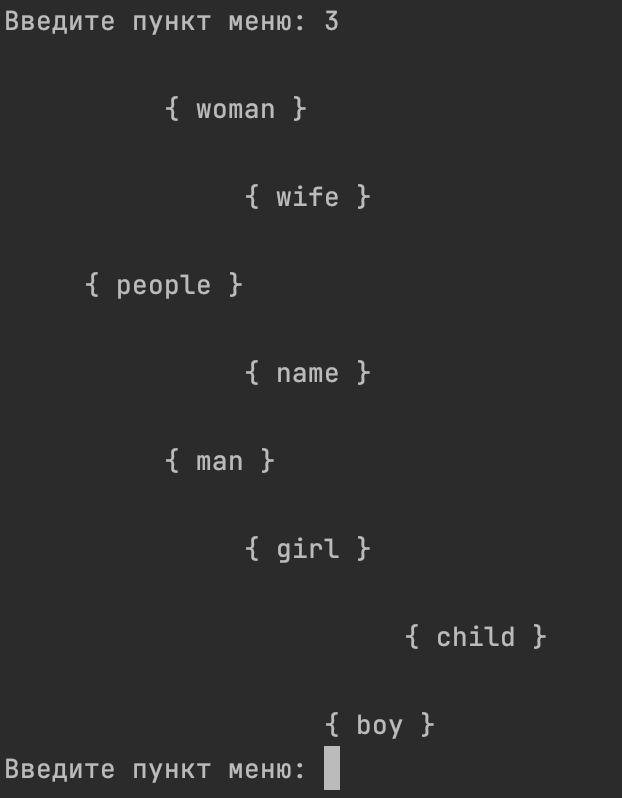 Введите пункт меню: 3
{ woman }
{ wife }
{ people }
{ name }
{ man }
{ girl }
{ child }
{ boy }
Введите пункт меню: